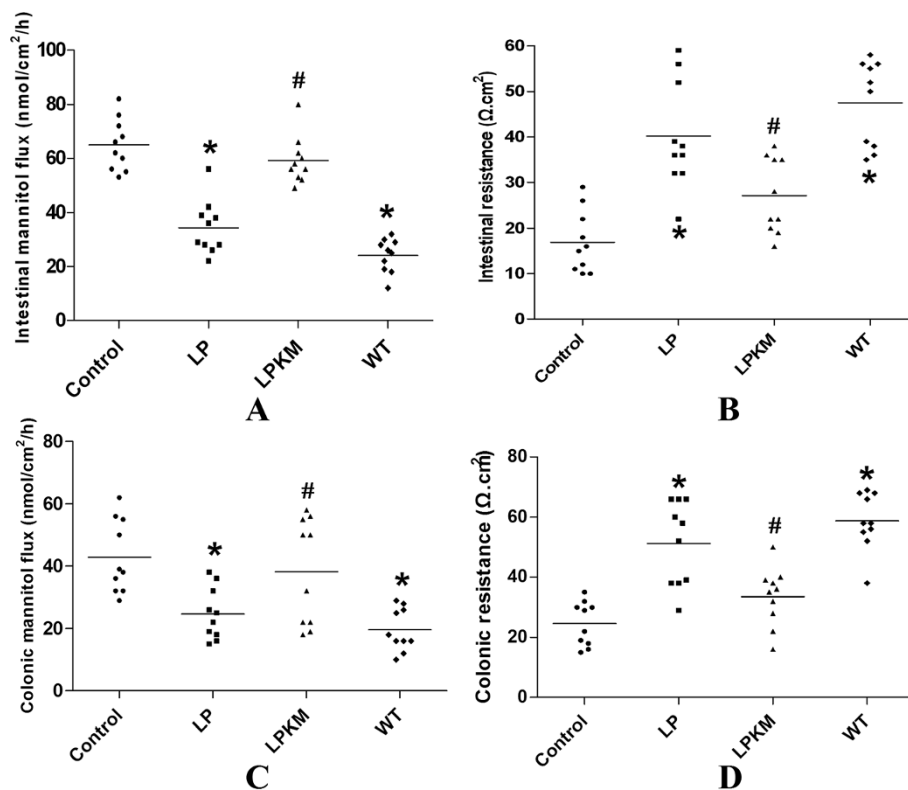 Intestinal mannitol flux (nmol/cm²/h)
100
80
60
40
20
0
*
#
*
Control
LP
LPKM
WT
A
Intestinal resistance (Ω.cm²)
60
50
40
30
20
10
0
*
#
*
Control
LP
LPKM
WT
B
Colonic mannitol flux (nmol/cm²/h)
80
60
40
20
0
*
#
*
Control
LP
LPKM
WT
C
Colonic resistance (Ω.cm²)
80
60
40
20
0
*
#
*
Control
LP
LPKM
WT
D